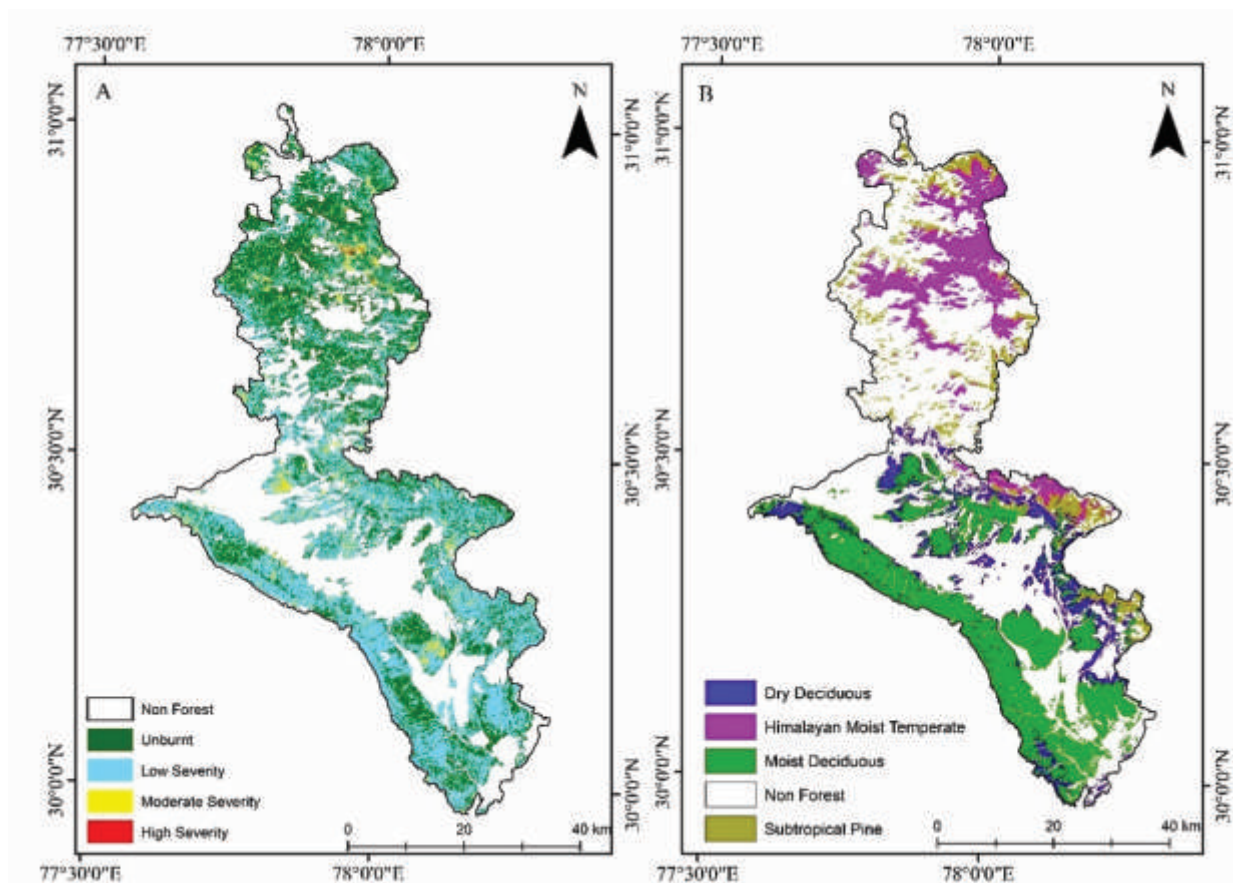 77°30'0"E 78°0'0"E 77°30'0"E 78°0'0"E
A N B N
31°0'0"N 31°0'0"N 31°0'0"N 31°0'0"N
30°30'0"N 30°30'0"N 30°30'0"N 30°30'0"N
30°0'0"N 30°0'0"N 30°0'0"N 30°0'0"N
Non Forest
Unburnt
Low Severity
Moderate Severity
High Severity
0 20 40 km
Dry Deciduous
Himalayan Moist Temperate
Moist Deciduous
Non Forest
Subtropical Pine
0 20 40 km
77°30'0"E 78°0'0"E 77°30'0"E 78°0'0"E